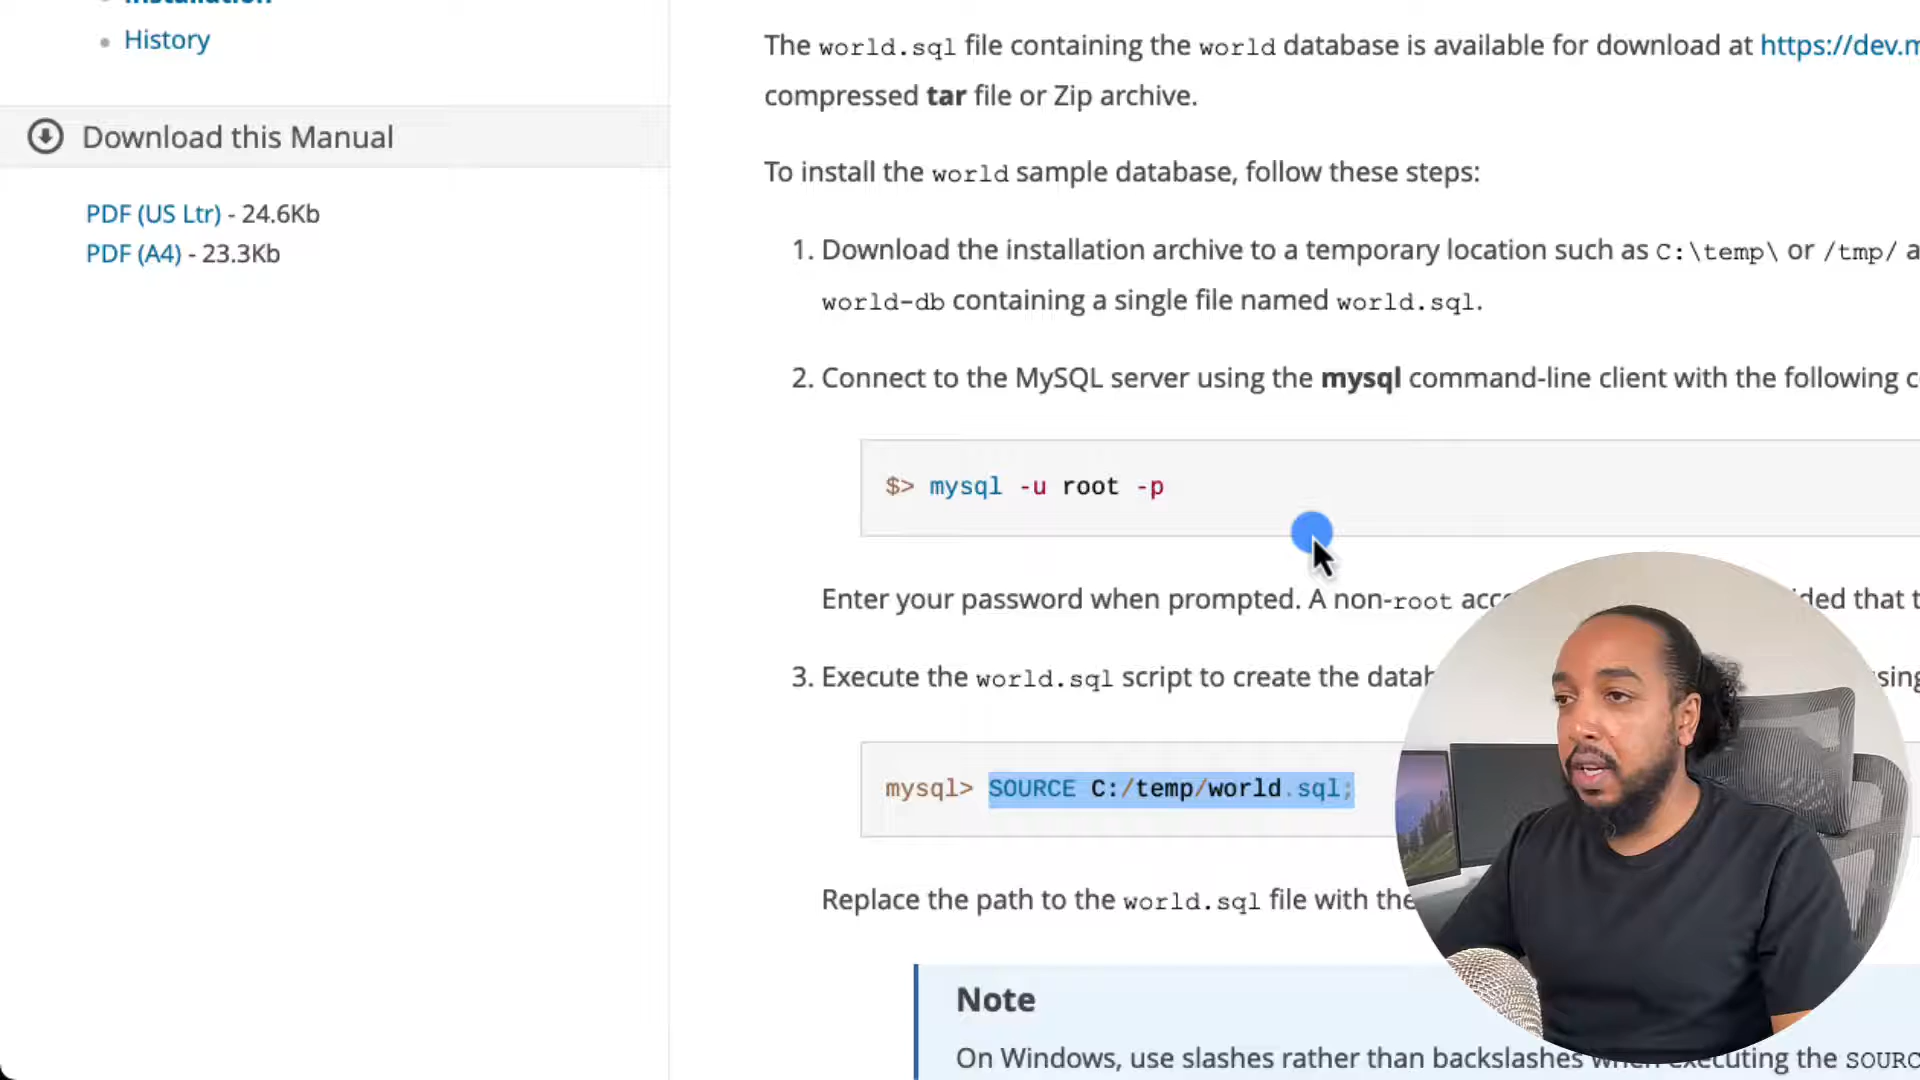 History
Download this Manual
PDF (US Ltr) - 24.6Kb
PDF (A4) - 23.3Kb
The world.sql file containing the world database is available for download at https://dev.m
compressed tar file or Zip archive.
To install the world sample database, follow these steps:
1. Download the installation archive to a temporary location such as C:\temp\ or /tmp/ a
world-db containing a single file named world.sql.
2. Connect to the MySQL server using the mysql command-line client with the following c
$> mysql -u root -p
Enter your password when prompted. A non-root
3. Execute the world.sql script to create the
mysql> SOURCE C:/temp/world.sql;
Replace the path to the world.sql file with the
Note
On Windows, use slashes rather than backslashes when executing the SOURC